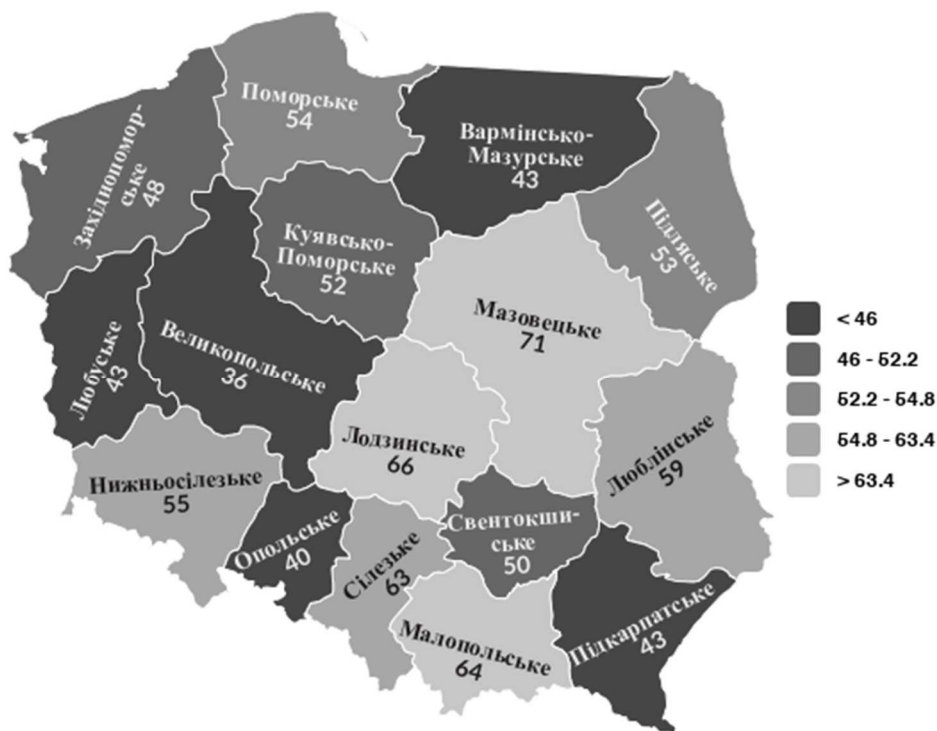 Поморське
54
Вармінсько-
Мазурське
43
Західнопомор-
ське
48
Підляське
53
Куявсько-
Поморське
52
Мазовецьке
71
Любуське
43
Великопольське
36
Лодзинське
66
Люблінське
59
Нижньосілезьке
55
Опольське
40
Сілезьке
63
Свентокши-
ське
50
Малопольське
64
Підкарпатське
43
< 46
46 - 52.2
52.2 - 54.8
54.8 - 63.4
> 63.4